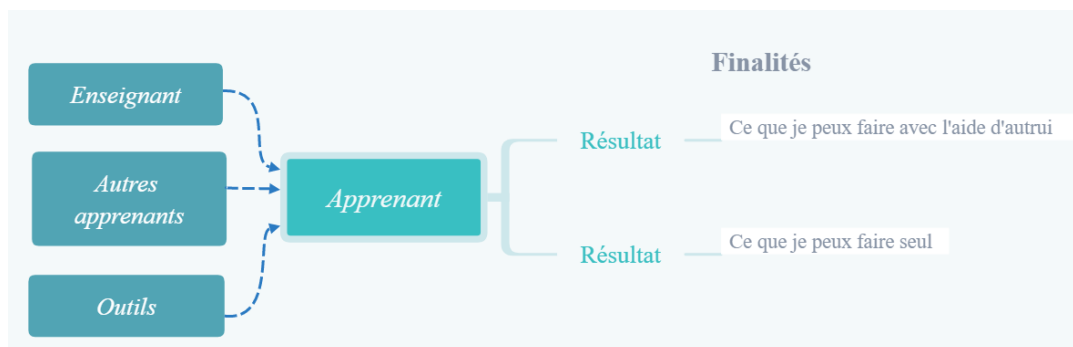 Finalités
Enseignant
Ce que je peux faire avec l'aide d'autrui
Résultat
Autres
apprenants
Apprenant
Ce que je peux faire seul
Résultat
Outils